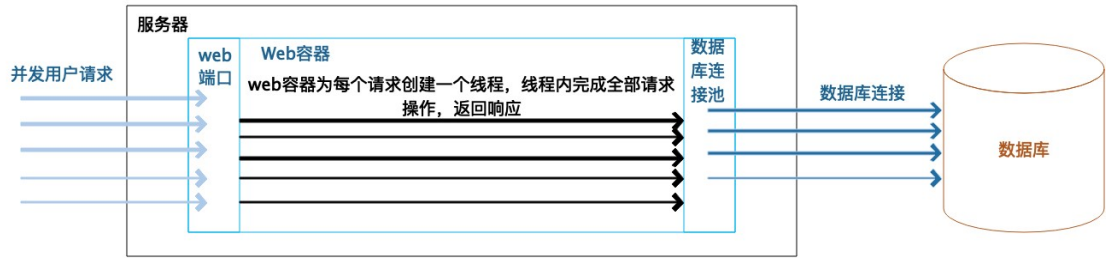 服务器
并发用户请求
web
端口
Web容器
web容器为每个请求创建一个线程，线程内完成全部请求
操作，返回响应
数据
库连
接池
数据库连接
数据库